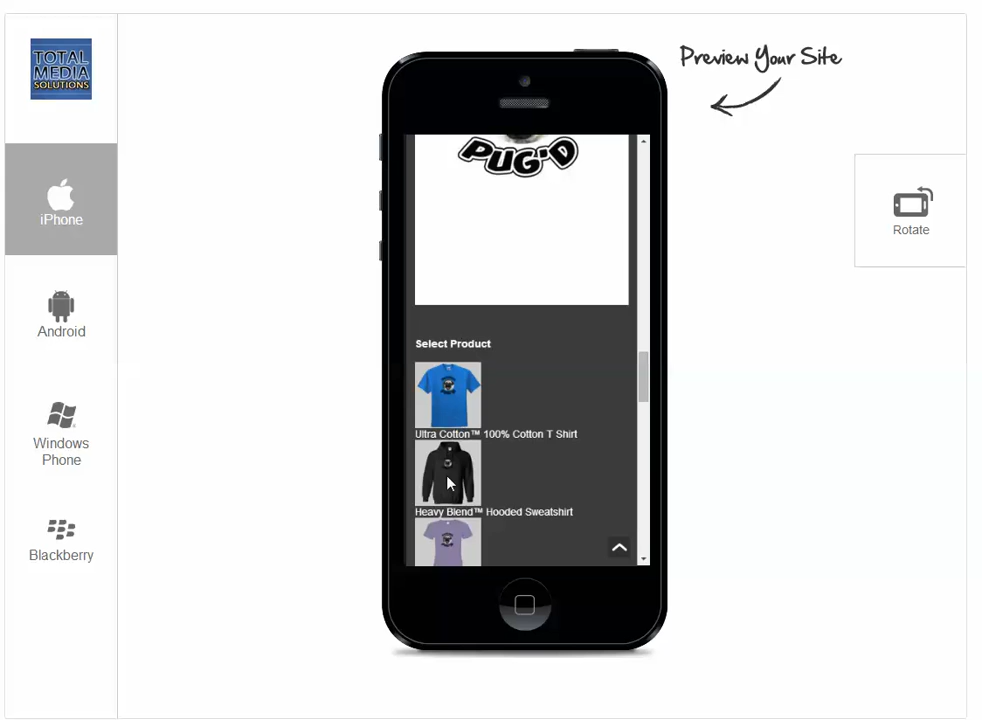 TOTAL
MEDIA
SOLUTIONS
Preview Your Site
PUG'D
iPhone
Rotate
Android
Select Product
Ultra Cotton™ 100% Cotton T Shirt
Windows
Phone
Heavy Blend™ Hooded Sweatshirt
Blackberry